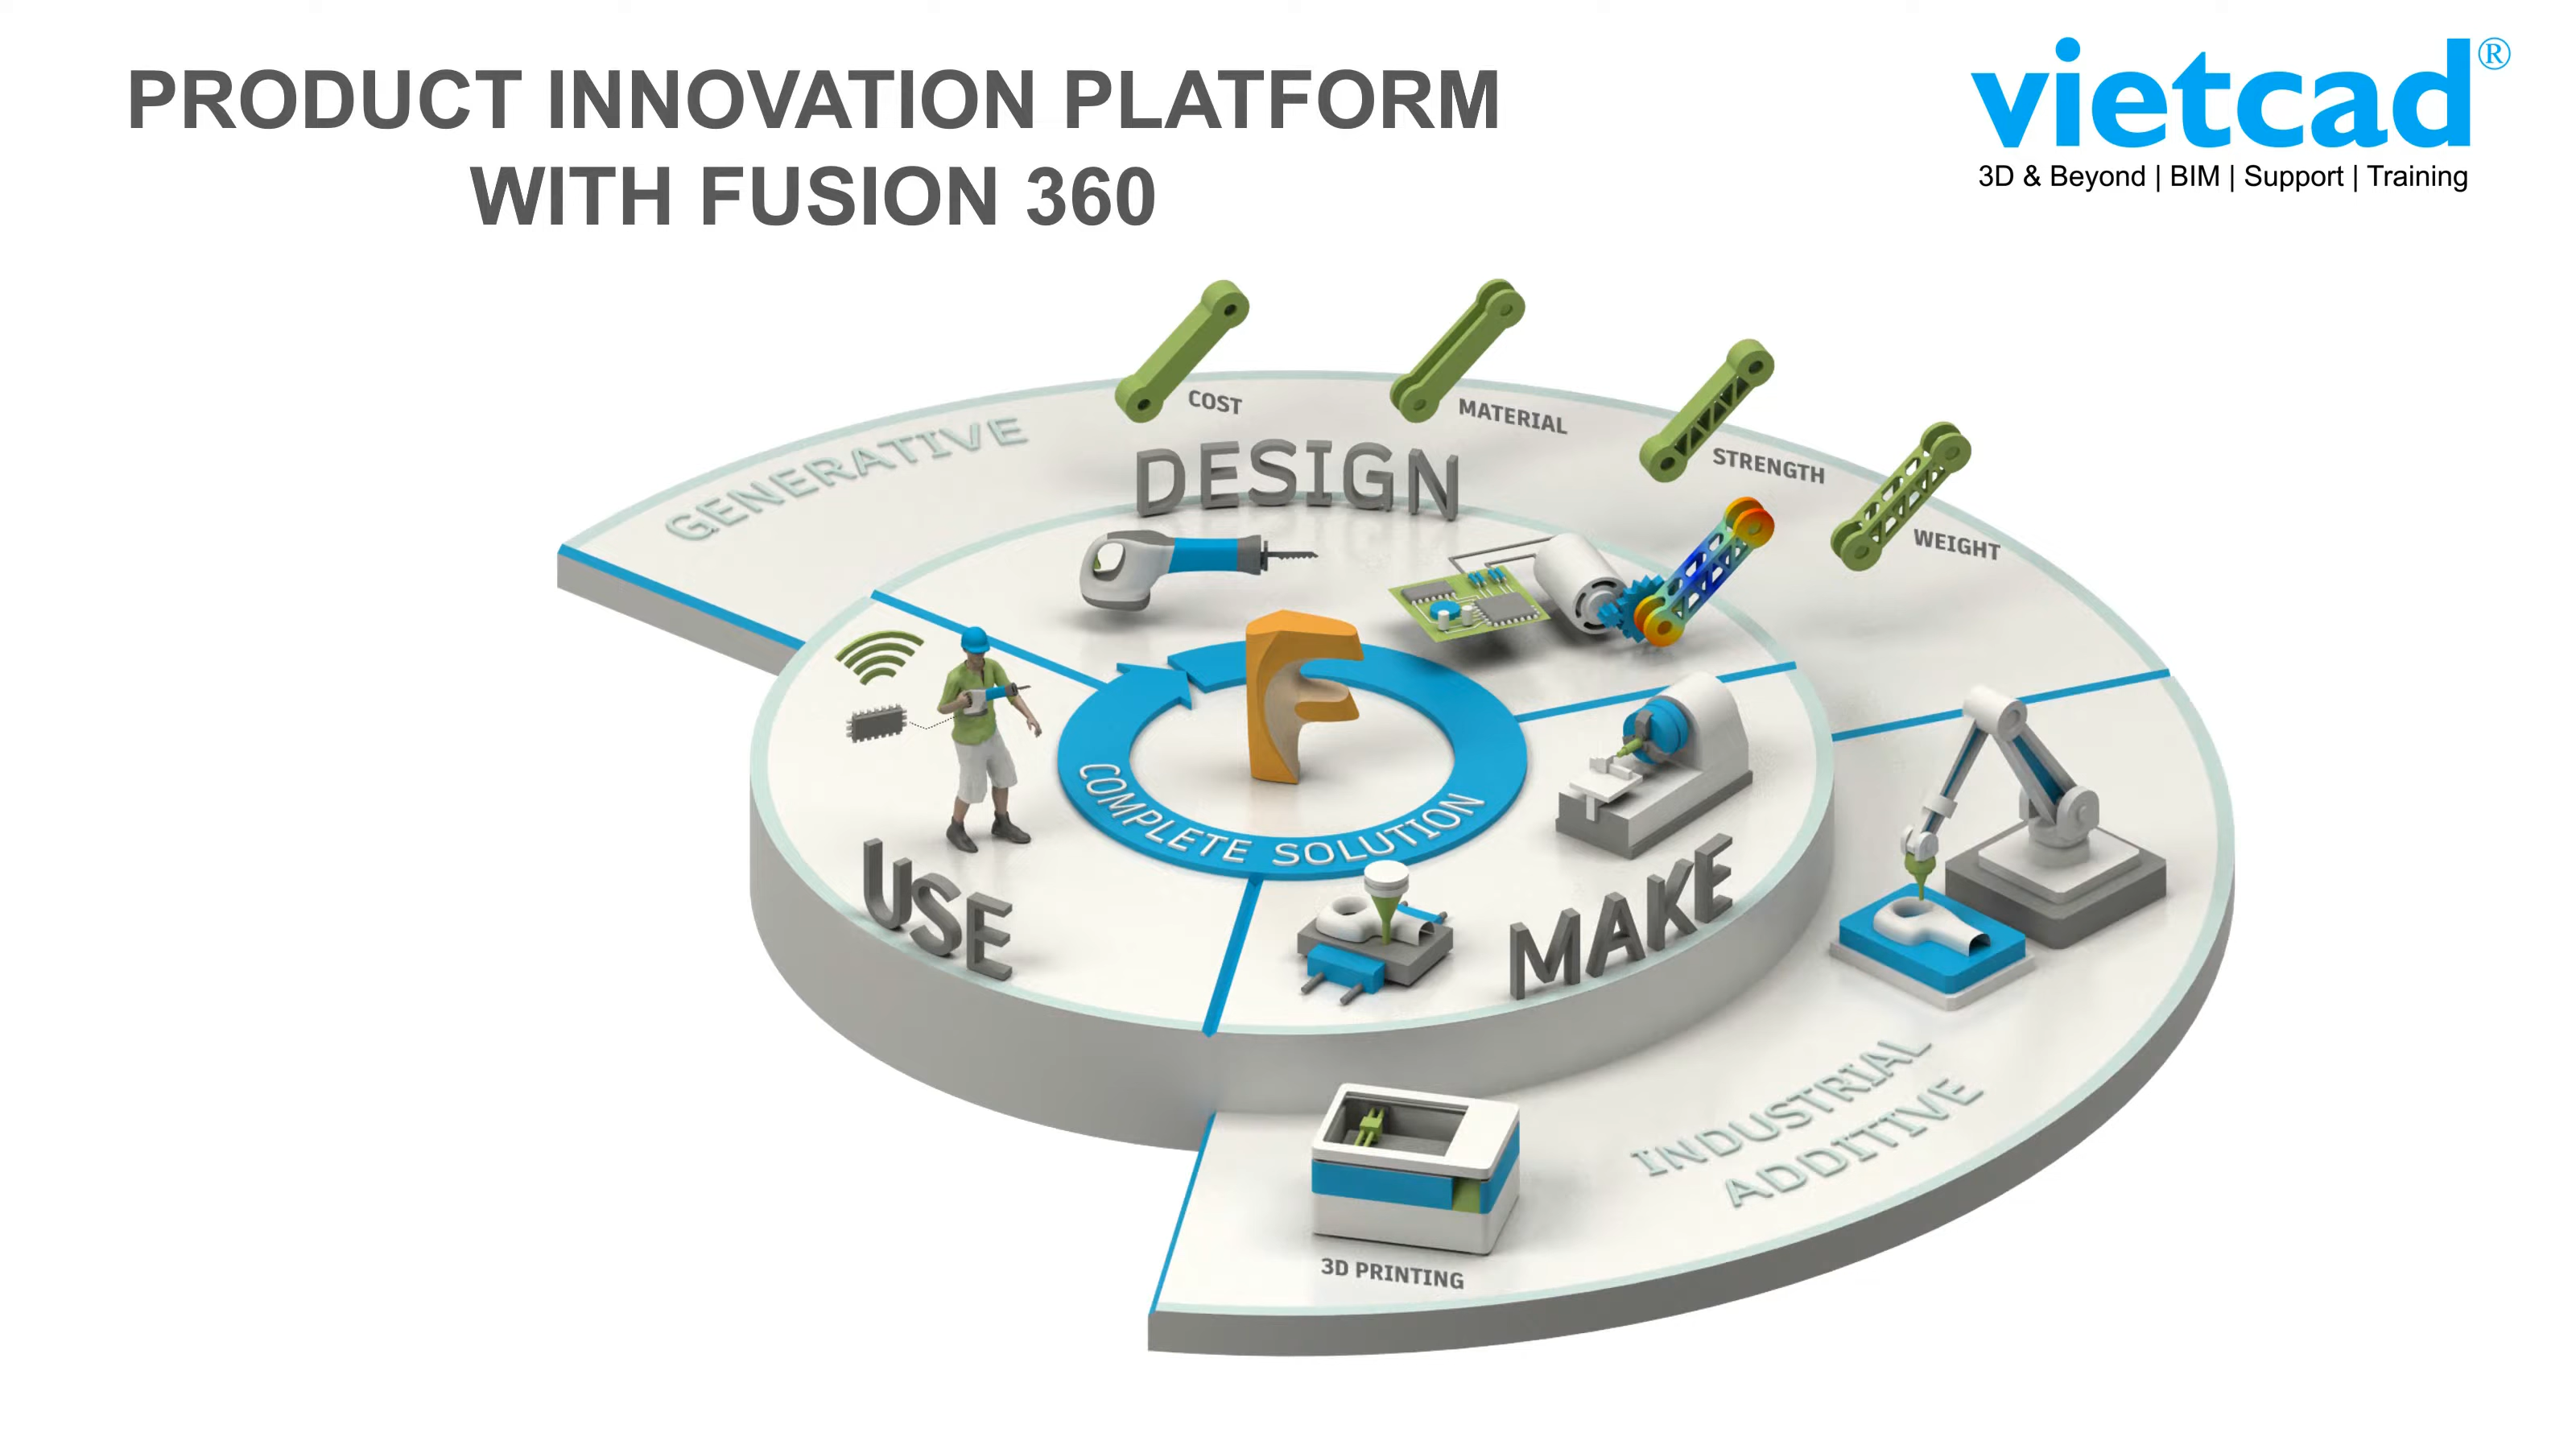 PRODUCT INNOVATION PLATFORM
WITH FUSION 360
vietcad®
3D & Beyond | BIM | Support | Training
GENERATIVE
COST
MATERIAL
STRENGTH
WEIGHT
DESIGN
F
COMPLETE SOLUTION
USE
MAKE
INDUSTRIAL
ADDITIVE
3D PRINTING